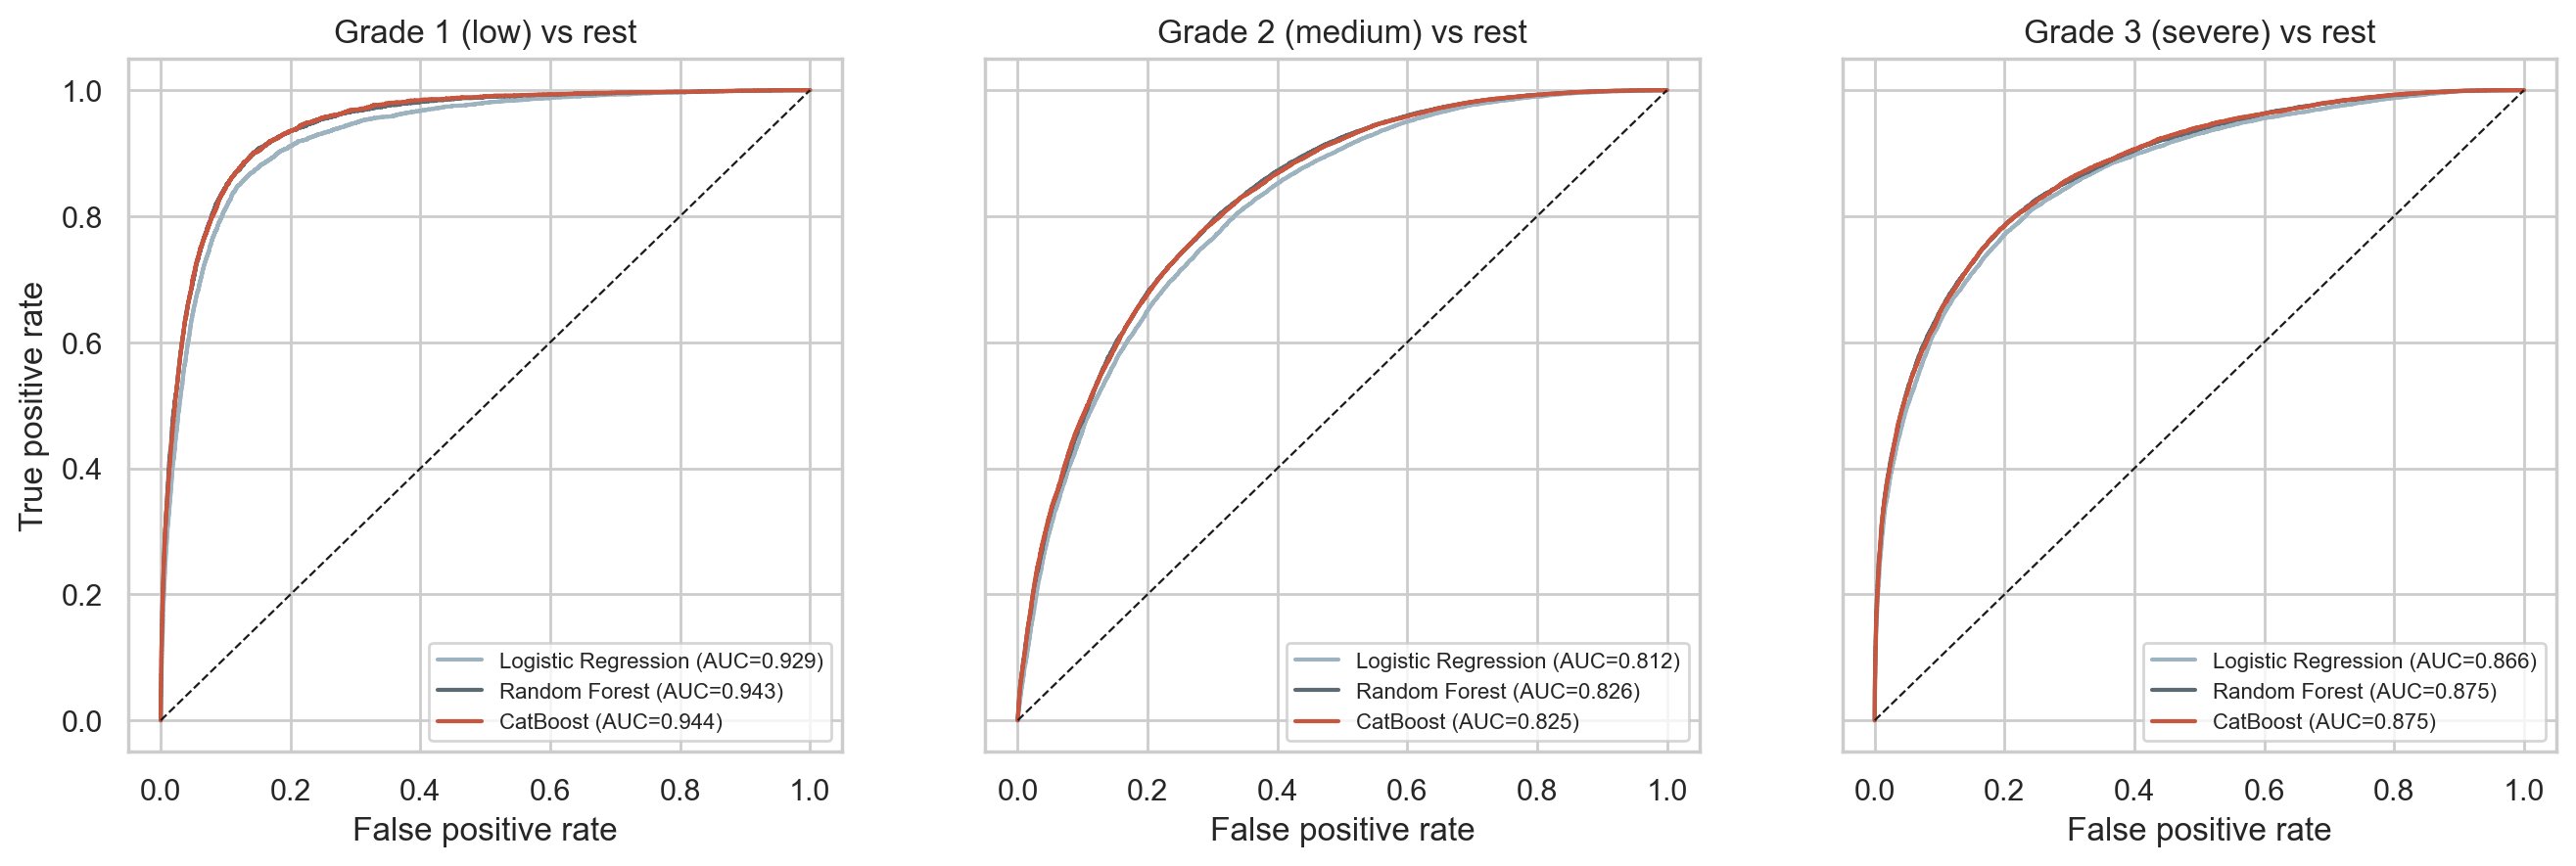 Grade 1 (low) vs rest
Grade 2 (medium) vs rest
Grade 3 (severe) vs rest
True positive rate
1.0
0.8
0.6
0.4
0.2
0.0
Logistic Regression (AUC=0.929)
Random Forest (AUC=0.943)
CatBoost (AUC=0.944)
0.0 0.2 0.4 0.6 0.8 1.0
False positive rate
Logistic Regression (AUC=0.812)
Random Forest (AUC=0.826)
CatBoost (AUC=0.825)
0.0 0.2 0.4 0.6 0.8 1.0
False positive rate
Logistic Regression (AUC=0.866)
Random Forest (AUC=0.875)
CatBoost (AUC=0.875)
0.0 0.2 0.4 0.6 0.8 1.0
False positive rate